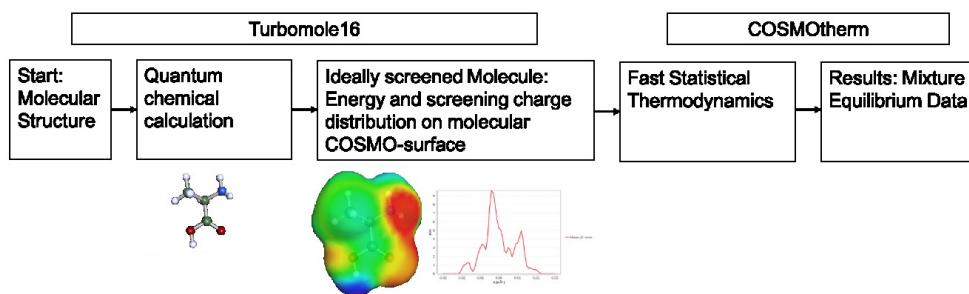 Turbomole16
COSMOtherm
Start:
Molecular
Structure
Quantum
chemical
calculation
Ideally screened Molecule:
Energy and screening charge
distribution on molecular
COSMO-surface
Fast Statistical
Thermodynamics
Results: Mixture
Equilibrium Data